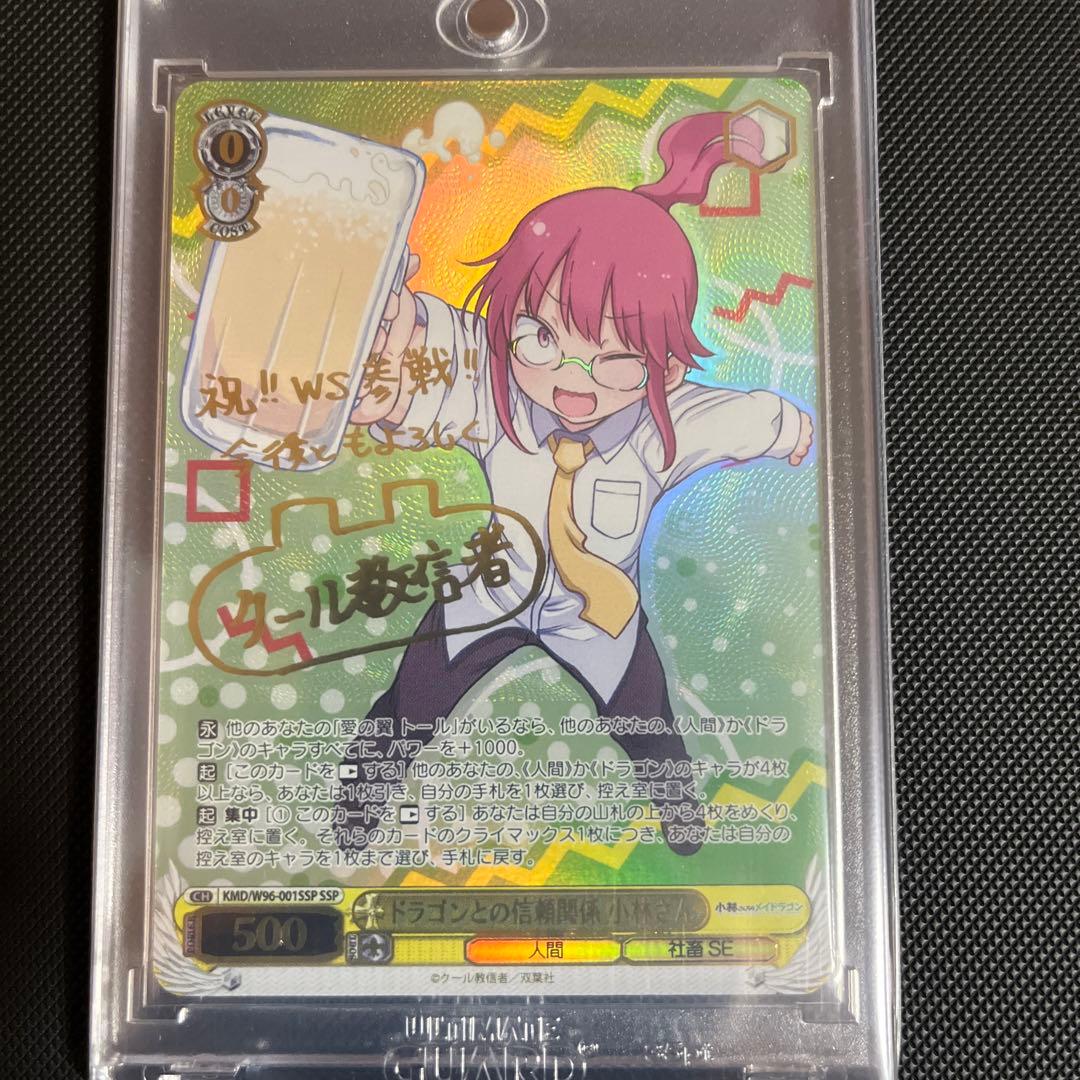 LEVEL
0
0
COST
祝!! WS参戦!!
今後ともよろしく
クール教信者
永 他のあなたの「愛の翼 トール」がいるなら、他のあなたの、《人間》か《ドラ
ゴン》のキャラすべてに、パワーを+1000。
起 [このカードを する] 他のあなたの、《人間》か《ドラゴン》のキャラが4枚
以上なら、あなたは1枚引き、自分の手札を1枚選び、控え室に置く。
起 集中 [① このカードを する] あなたは自分の山札の上から4枚をめくり、
控え室に置く。それらのカードのクライマックス1枚につき、あなたは自分の
控え室のキャラを1枚まで選び、手札に戻す。
CH KMD/W96-001SSP SSP
ドラゴンとの信頼関係 小林さん
小林さんちのメイドラゴン
POWER 500 SOUL
人間 社畜 SE
©クール教信者／双葉社
ULTIMATE
GUARD